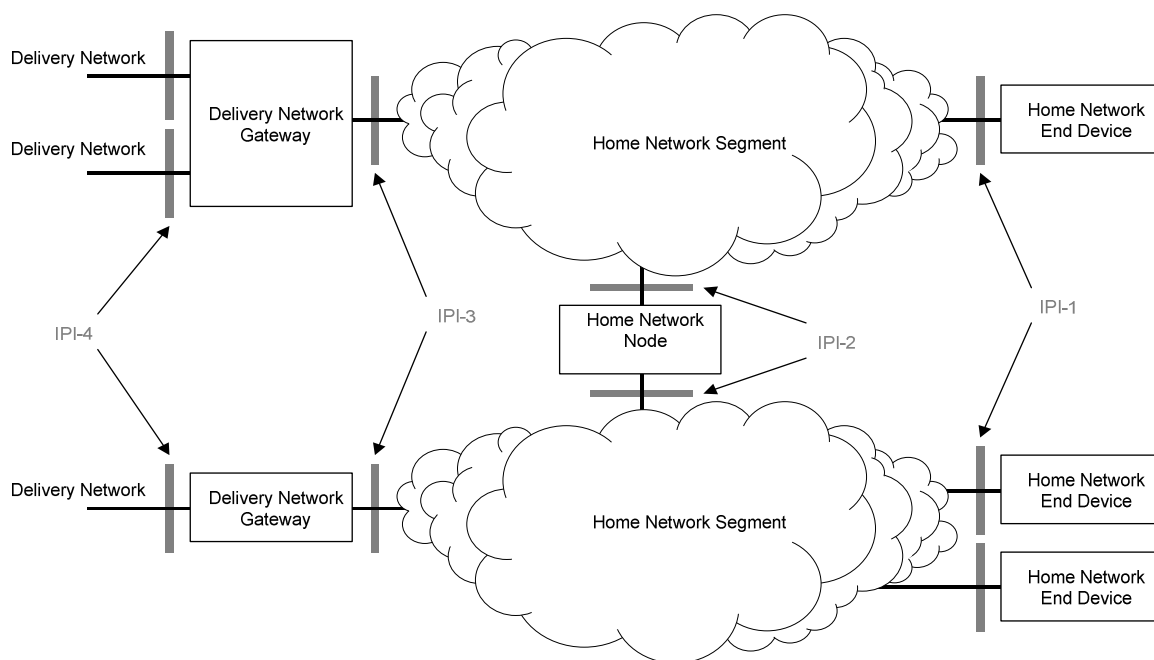 Delivery Network
Delivery Network
Delivery Network
Gateway
Home Network Segment
Home Network
End Device
IPI-4
IPI-3
Home Network
Node
IPI-2
IPI-1
Delivery Network
Delivery Network
Gateway
Home Network Segment
Home Network
End Device
Home Network
End Device